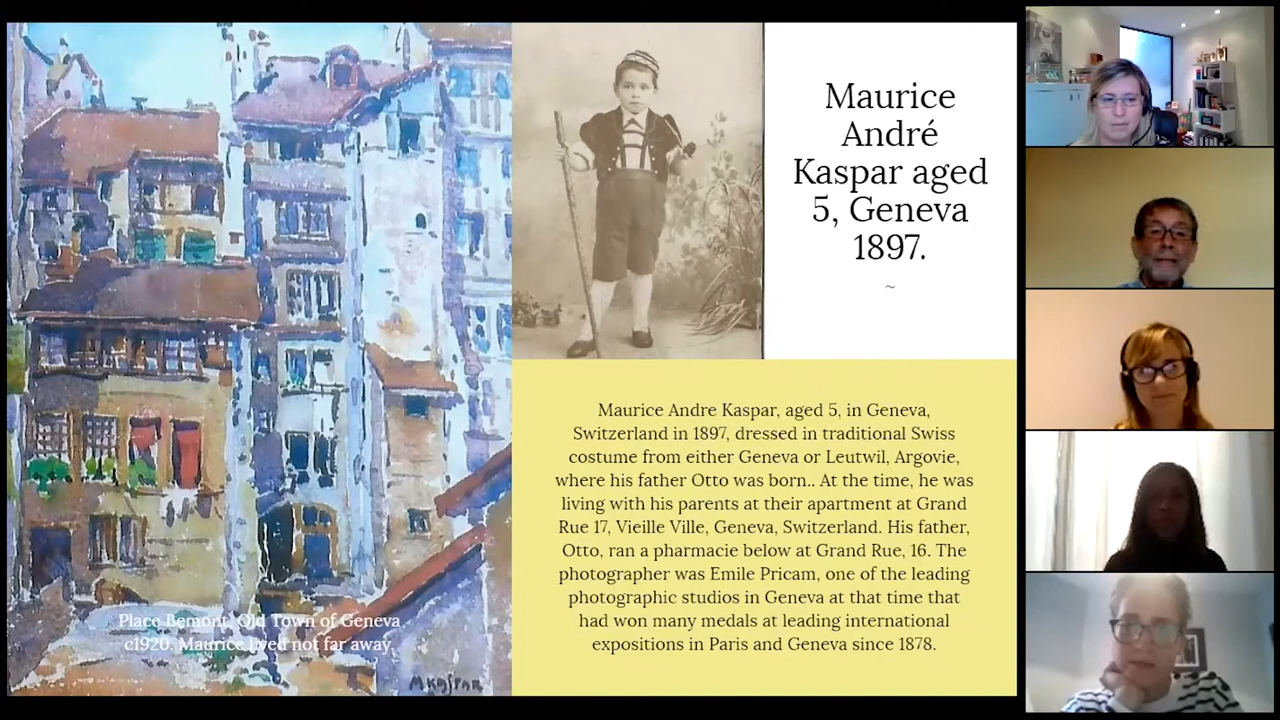 Maurice
André
Kaspar aged
5, Geneva
1897.
~
Maurice Andre Kaspar, aged 5, in Geneva,
Switzerland in 1897, dressed in traditional Swiss
costume from either Geneva or Leutwil, Argovie,
where his father Otto was born.. At the time, he was
living with his parents at their apartment at Grand
Rue 17, Vieille Ville, Geneva, Switzerland. His father,
Otto, ran a pharmacie below at Grand Rue, 16. The
photographer was Emile Pricam, one of the leading
photographic studios in Geneva at that time that
had won many medals at leading international
expositions in Paris and Geneva since 1878.
Place Bemont, Old Town of Geneva
c1920. Maurice lived not far away.
M KASPAR